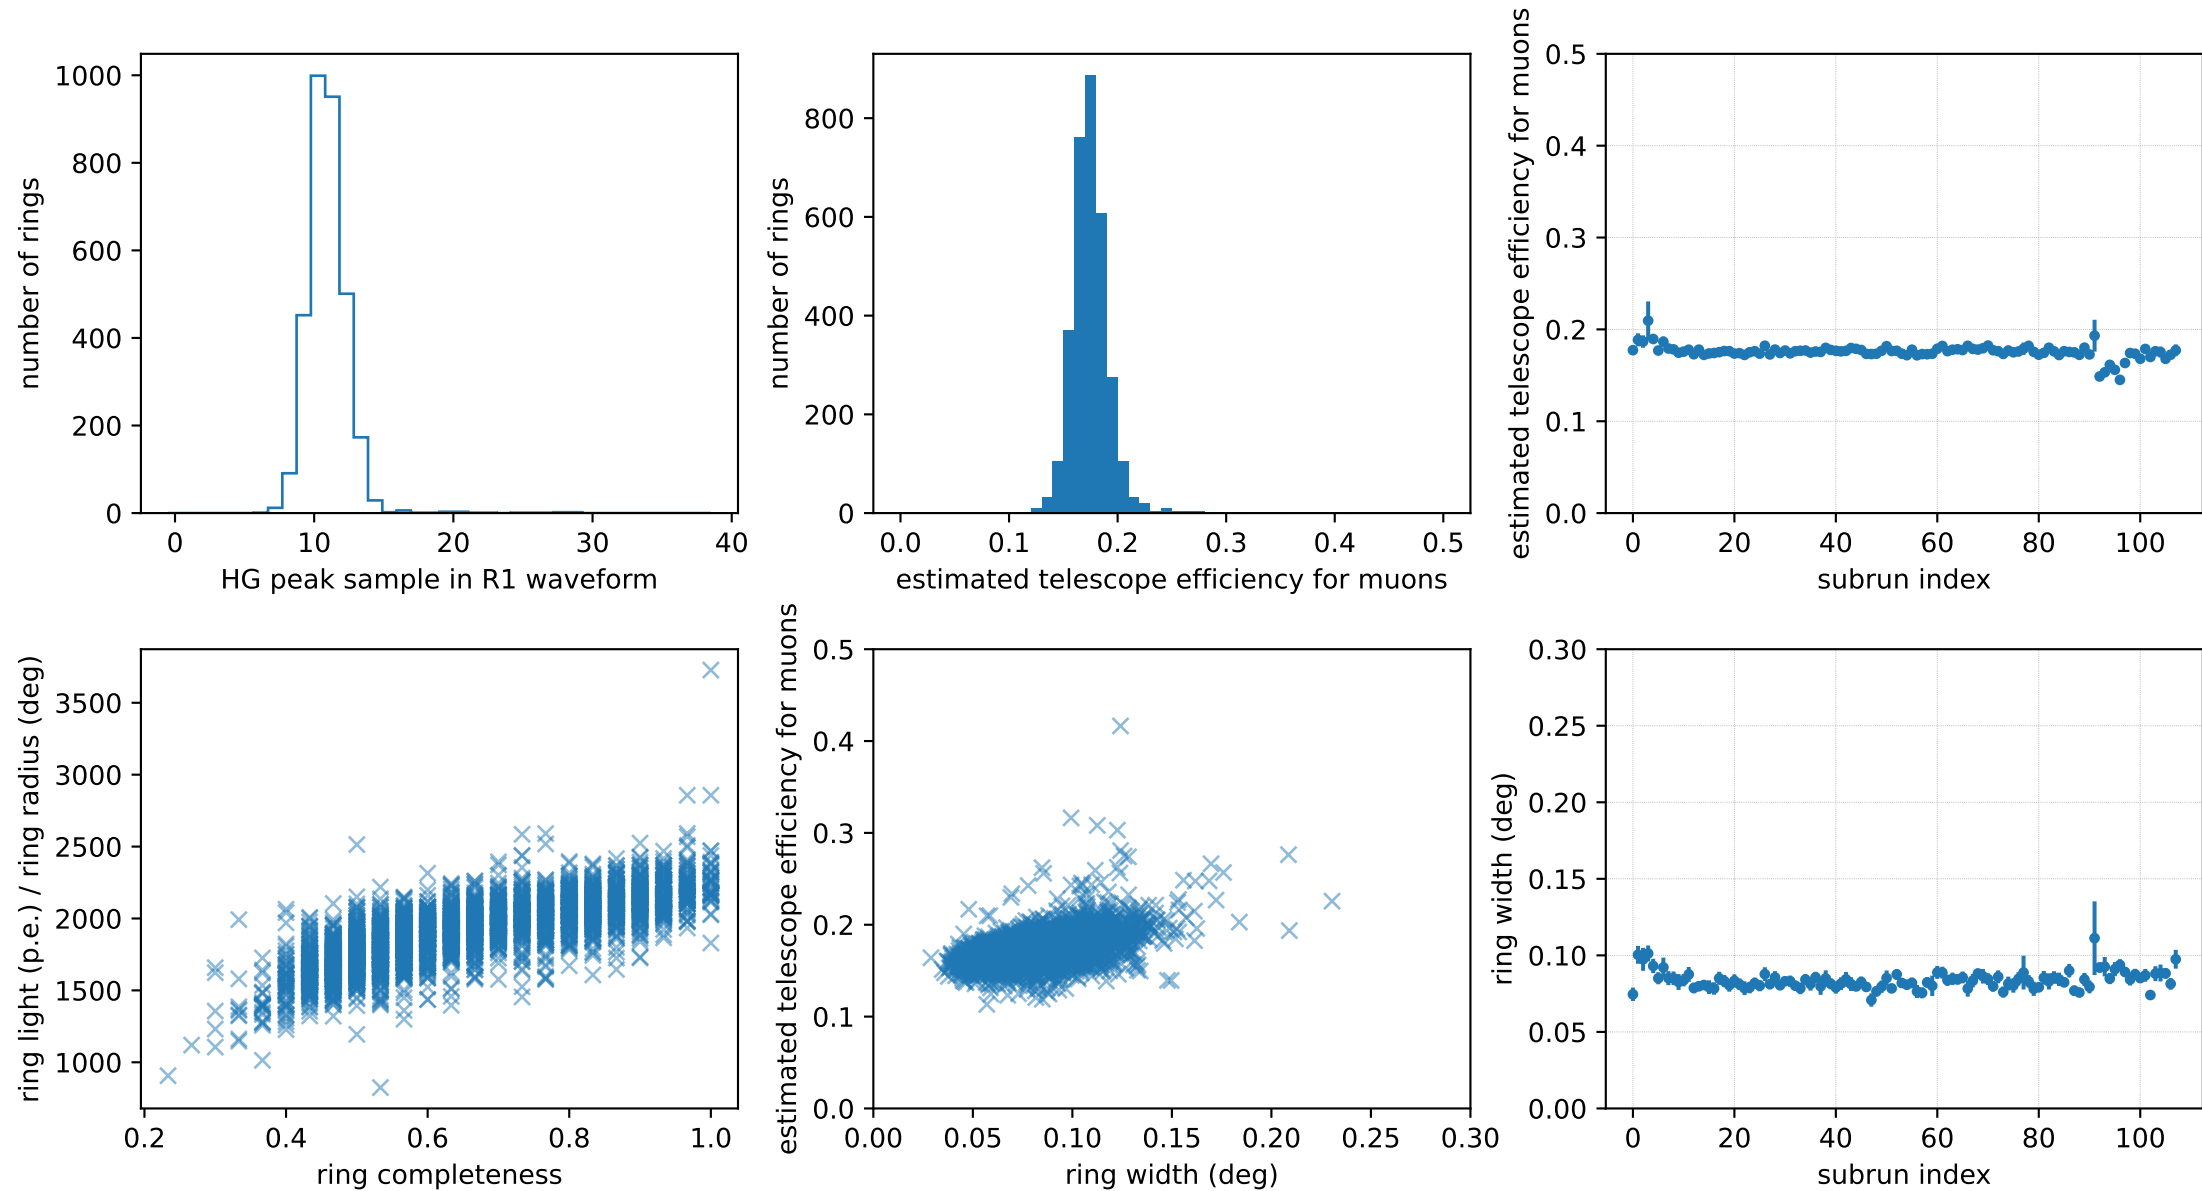 number of rings
1000
800
600
400
200
0
0 10 20 30 40
HG peak sample in R1 waveform
number of rings
800
600
400
200
0
0.0 0.1 0.2 0.3 0.4 0.5
estimated telescope efficiency for muons
estimated telescope efficiency for muons
0.5
0.4
0.3
0.2
0.1
0.0
0 20 40 60 80 100
subrun index
ring light (p.e.) / ring radius (deg)
3500
3000
2500
2000
1500
1000
0.2 0.4 0.6 0.8 1.0
ring completeness
estimated telescope efficiency for muons
0.5
0.4
0.3
0.2
0.1
0.0
0.00 0.05 0.10 0.15 0.20 0.25 0.30
ring width (deg)
ring width (deg)
0.30
0.25
0.20
0.15
0.10
0.05
0.00
0 20 40 60 80 100
subrun index